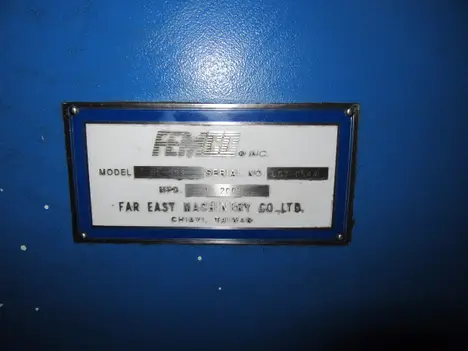 FEMCO ® INC.
MODEL SERIAL NO
MFG
FAR EAST MACHINERY CO.,LTD.
CHIAYI, TAIWAN